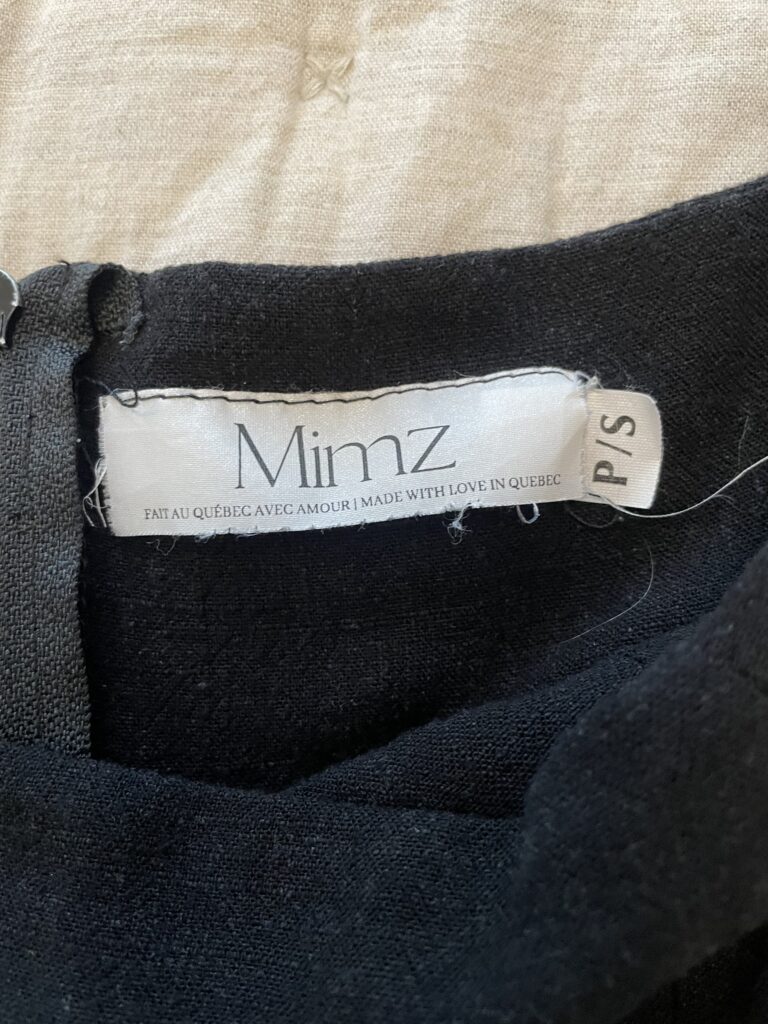 Mimz
FAIT AU QUÉBEC AVEC AMOUR | MADE WITH LOVE IN QUEBEC
P/S